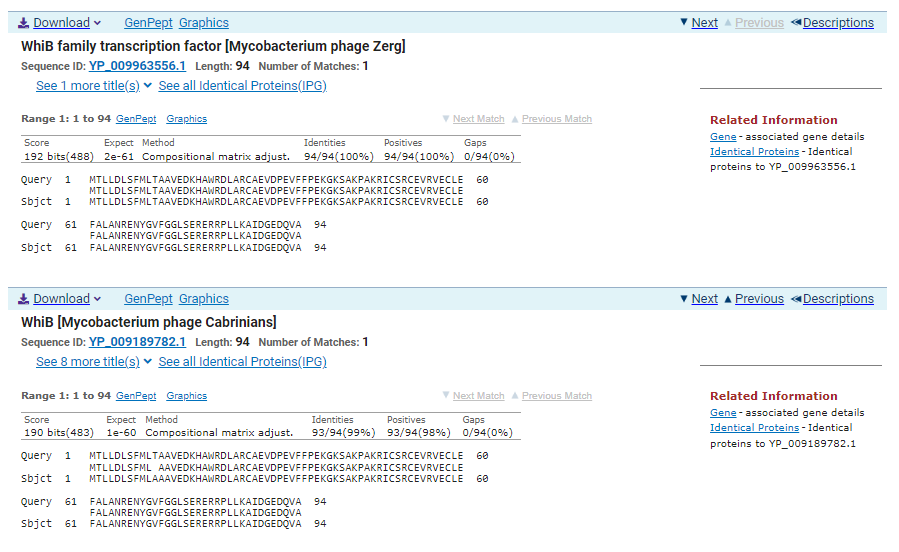 Download GenPept Graphics Next Previous Descriptions
WhiB family transcription factor [Mycobacterium phage Zerg]
Sequence ID: YP_009963556.1 Length: 94 Number of Matches: 1
See 1 more title(s) See all Identical Proteins(IPG)
Range 1: 1 to 94 GenPept Graphics Next Match Previous Match
Related Information
Gene - associated gene details
Identical Proteins - Identical
proteins to YP_009963556.1
Score Expect Method Identities Positives Gaps
192 bits(488) 2e-61 Compositional matrix adjust. 94/94(100%) 94/94(100%) 0/94(0%)
Query 1 MTLLDLSFMLTAAVEDKHAWRDLARCAEVDPEVFFPEKGKSAKPAKRICSRCEVRVECLE 60
MTLLDLSFMLTAAVEDKHAWRDLARCAEVDPEVFFPEKGKSAKPAKRICSRCEVRVECLE
Sbjct 1 MTLLDLSFMLTAAVEDKHAWRDLARCAEVDPEVFFPEKGKSAKPAKRICSRCEVRVECLE 60
Query 61 FALANRENYGVFGGLSERERRPLLKAIDGEDQVA 94
FALANRENYGVFGGLSERERRPLLKAIDGEDQVA
Sbjct 61 FALANRENYGVFGGLSERERRPLLKAIDGEDQVA 94
Download GenPept Graphics Next Previous Descriptions
WhiB [Mycobacterium phage Cabrinians]
Sequence ID: YP_009189782.1 Length: 94 Number of Matches: 1
See 8 more title(s) See all Identical Proteins(IPG)
Range 1: 1 to 94 GenPept Graphics Next Match Previous Match
Related Information
Gene - associated gene details
Identical Proteins - Identical
proteins to YP_009189782.1
Score Expect Method Identities Positives Gaps
190 bits(483) 1e-60 Compositional matrix adjust. 93/94(99%) 93/94(98%) 0/94(0%)
Query 1 MTLLDLSFMLTAAVEDKHAWRDLARCAEVDPEVFFPEKGKSAKPAKRICSRCEVRVECLE 60
MTLLDLSFML AAVEDKHAWRDLARCAEVDPEVFFPEKGKSAKPAKRICSRCEVRVECLE
Sbjct 1 MTLLDLSFMLAAAVEDKHAWRDLARCAEVDPEVFFPEKGKSAKPAKRICSRCEVRVECLE 60
Query 61 FALANRENYGVFGGLSERERRPLLKAIDGEDQVA 94
FALANRENYGVFGGLSERERRPLLKAIDGEDQVA
Sbjct 61 FALANRENYGVFGGLSERERRPLLKAIDGEDQVA 94